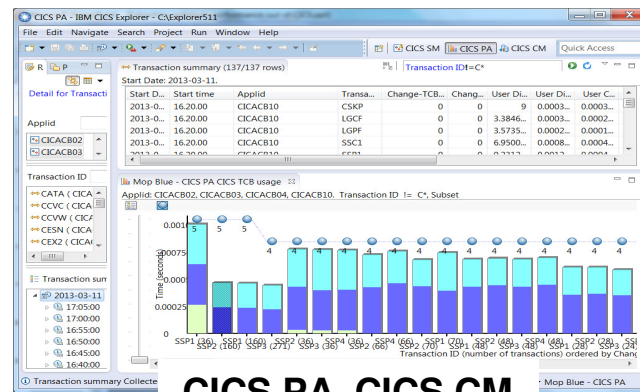 CICS PA - IBM CICS Explorer - C:\Explorer511
File Edit Navigate Search Project Run Window Help
CICS SM CICS PA CICS CM Quick Access
R P
Transaction summary (137/137 rows)
Transaction ID!=C*
Start Date: 2013-03-11.
Detail for Transacti
Start D... Start time Applid Transa... Change-TCB... Chang... User Di... User Di... User C...
2013-0... 16.20.00 CICACB10 CSKP 0 0 9 0.0003... 0.0003...
2013-0... 16.20.00 CICACB10 LGCF 0 0 3.3846... 0.0003... 0.0002...
2013-0... 16.20.00 CICACB10 LGPF 0 0 3.5735... 0.0002... 0.0001...
2013-0... 16.20.00 CICACB10 SSC1 0 0 6.9500... 0.0008... 0.0004...
Applid
CICACB02
CICACB03
Transaction ID
CATA ( CICA
CCVC ( CICA
CCVW ( CICA
CESN ( CICA
CEX2 ( CICA
Transaction sum
2013-03-11
17:05:00
17:00:00
16:55:00
16:50:00
16:45:00
16:40:00
Mop Blue - CICS PA CICS TCB usage
Applid: CICACB02, CICACB03, CICACB04, CICACB10. Transaction ID != C*, Subset
0.001
0.00075
0.0005
0.00025
0
Time (seconds)
5 5 5 4 4 4 4 4 4 4 4 4 4 4 4 4 4
SSP1 (36) SSP1 (160) SSP4 (36) SSP4 (66) SSP1 (70) SSP2 (48) SSP4 (48) SSP2 (28)
SSP2 (160) SSP3 (271) SSP3 (36) SSP2 (66) SSP2 (70) SSP1 (48) SSP3 (48) SSP1 (28) SSP3 (24)
Transaction ID (number of transactions) ordered by Chan
Transaction summary Collecte
Mop Blue - CICS PA
CICS PA, CICS CM